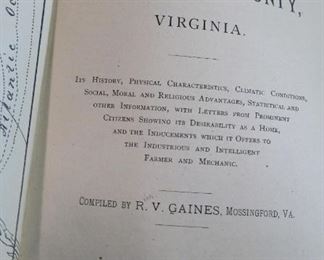 VIRGINIA.
Its History, Physical Characteristics, Climatic Conditions,
Social, Moral and Religious Advantages, Statistical and
other Information, with Letters from Prominent
Citizens Showing its Desirability as a Home,
and the Inducements which it Offers to
the Industrious and Intelligent
Farmer and Mechanic.
Compiled by R. V. GAINES, Mossingford, Va.
Atlantic